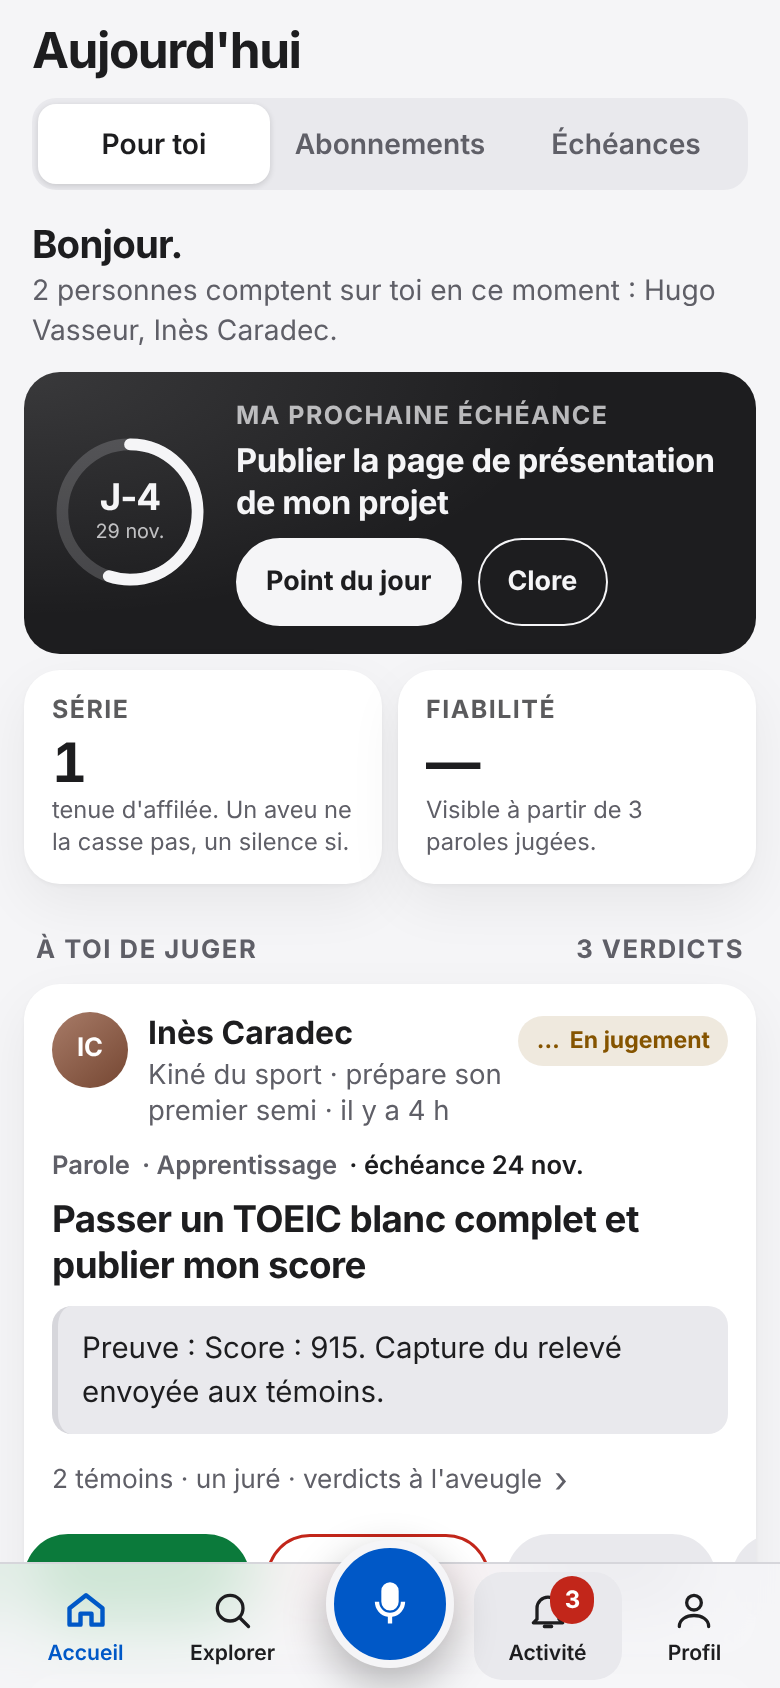 Aujourd'hui
Pour toi
Abonnements
Échéances
Bonjour.
2 personnes comptent sur toi en ce moment : Hugo
Vasseur, Inès Caradec.
J-4
29 nov.
MA PROCHAINE ÉCHÉANCE
Publier la page de présentation
de mon projet
Point du jour
Clore
SÉRIE
1
tenue d'affilée. Un aveu ne
la casse pas, un silence si.
FIABILITÉ
—
Visible à partir de 3
paroles jugées.
À TOI DE JUGER
3 VERDICTS
IC
Inès Caradec
... En jugement
Kiné du sport · prépare son
premier semi · il y a 4 h
Parole · Apprentissage · échéance 24 nov.
Passer un TOEIC blanc complet et
publier mon score
Preuve : Score : 915. Capture du relevé
envoyée aux témoins.
2 témoins · un juré · verdicts à l'aveugle ›
Accueil
Explorer
3
Activité
Profil